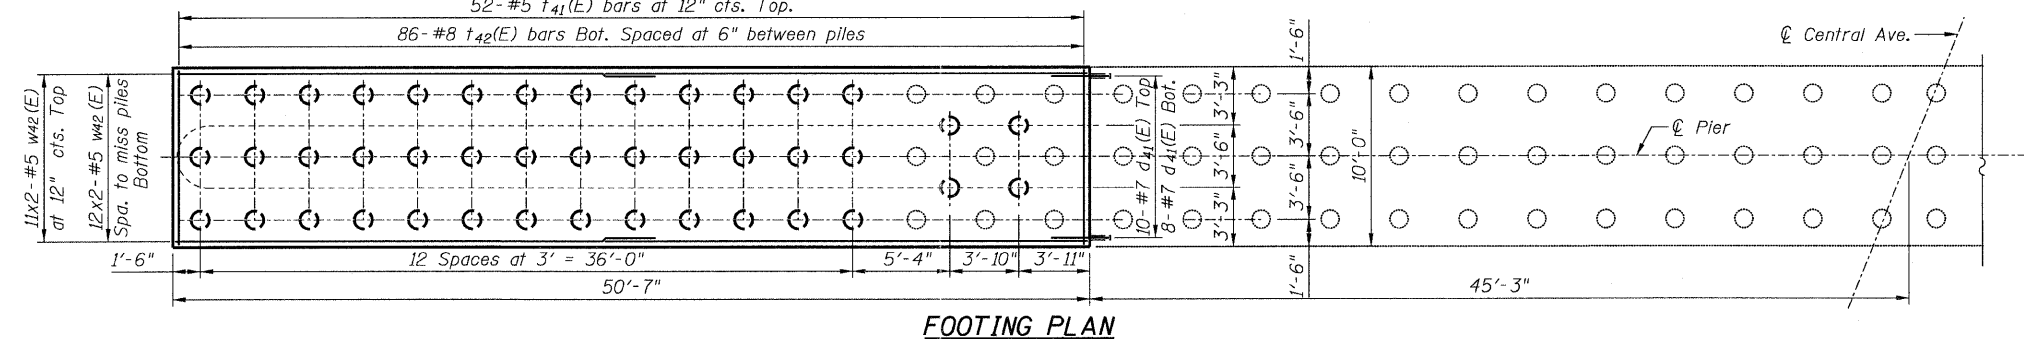 52-#5 t41(E) bars at 12" cts. Top.
86-#8 t42(E) bars Bot. Spaced at 6" between piles
℄ Central Ave.
11x2-#5 w42(E)
at 12" cts. Top
12x2-#5 w42(E)
Spa. to miss piles
Bottom
10-#7 d41(E) Top
8-#7 d41(E) Bot.
3'-3"
3'-6"
3'-3"
1'-6"
3'-6"
3'-6"
1'-6"
10'-0"
℄ Pier
1'-6"
12 Spaces at 3' = 36'-0"
5'-4"
3'-10"
3'-11"
50'-7"
45'-3"
FOOTING PLAN